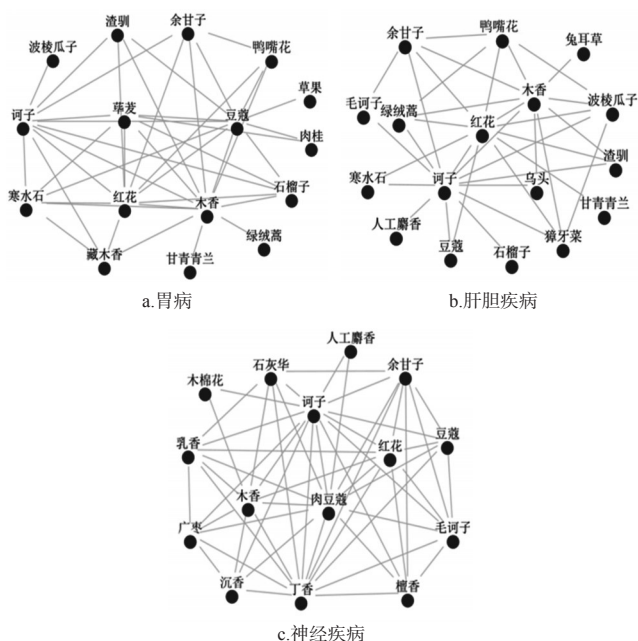 渣驯
余甘子
波棱瓜子
鸭嘴花
草果
诃子
荜茇
豆蔻
肉桂
石榴子
寒水石
红花
木香
绿绒蒿
藏木香
甘青青兰
a.胃病
余甘子
鸭嘴花
兔耳草
木香
波棱瓜子
毛诃子
绿绒蒿
红花
渣驯
寒水石
诃子
乌头
甘青青兰
人工麝香
豆蔻
石榴子
獐牙菜
b.肝胆疾病
人工麝香
石灰华
余甘子
木棉花
诃子
豆蔻
乳香
红花
木香
肉豆蔻
广枣
毛诃子
沉香
丁香
檀香
c.神经疾病